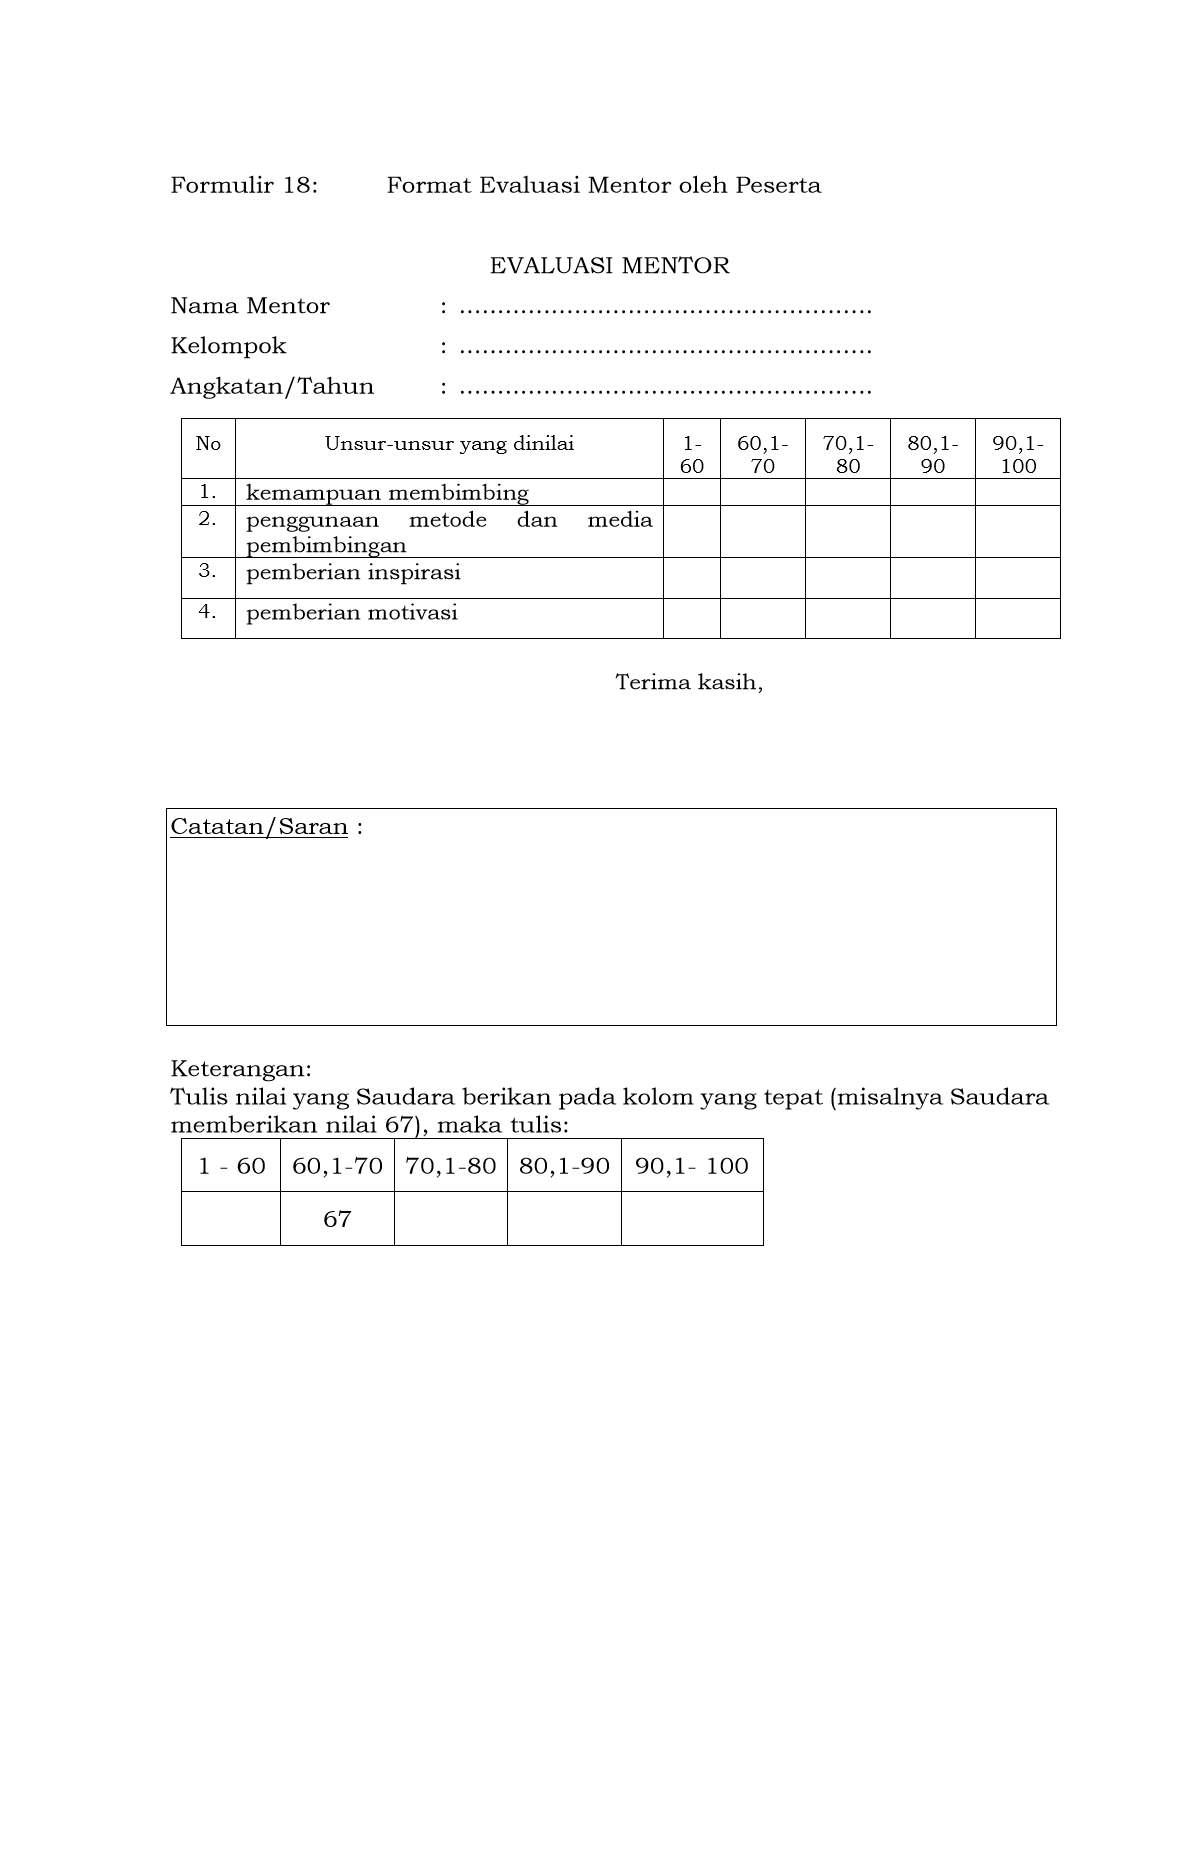 Formulir 18: Format Evaluasi Mentor oleh Peserta
EVALUASI MENTOR
Nama Mentor : ......................................................
Kelompok : ......................................................
Angkatan/Tahun : ......................................................
No Unsur-unsur yang dinilai 1- 60,1- 70,1- 80,1- 90,1-
60 70 80 90 100
1. kemampuan membimbing
2. penggunaan metode dan media
pembimbingan
3. pemberian inspirasi
4. pemberian motivasi
Terima kasih,
Catatan/Saran :
Keterangan:
Tulis nilai yang Saudara berikan pada kolom yang tepat (misalnya Saudara
memberikan nilai 67), maka tulis:
1 - 60 60,1-70 70,1-80 80,1-90 90,1- 100
67